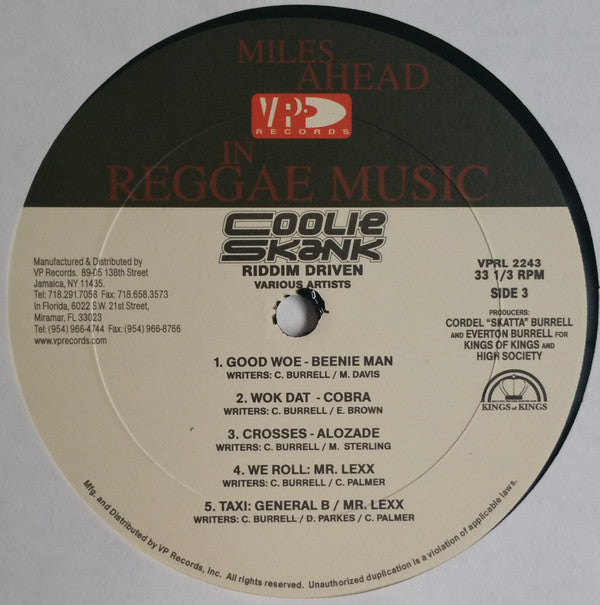 MILES
AHEAD
VP
RECORDS
IN
REGGAE MUSIC
COOLIE
SKANK
RIDDIM DRIVEN
VARIOUS ARTISTS
Manufactured & Distributed by
VP Records. 89-05 138th Street
Jamaica, NY 11435.
Tel: 718.291.7058 Fax: 718.658.3573
In Florida, 6022 S.W. 21st Street,
Miramar, FL 33023
Tel: (954) 966-4744 Fax: (954) 966-8766
www.vprecords.com
VPRL 2243
33 1/3 RPM
SIDE 3
PRODUCERS:
CORDEL "SKATTA" BURRELL
AND EVERTON BURRELL FOR
KINGS OF KINGS AND
HIGH SOCIETY
KINGS of KINGS
1. GOOD WOE - BEENIE MAN
WRITERS: C. BURRELL / M. DAVIS
2. WOK DAT - COBRA
WRITERS: C. BURRELL / E. BROWN
3. CROSSES - ALOZADE
WRITERS: C. BURRELL / M. STERLING
4. WE ROLL: MR. LEXX
WRITERS: C. BURRELL / C. PALMER
5. TAXI: GENERAL B / MR. LEXX
WRITERS: C. BURRELL / D. PARKES / C. PALMER
Mfg. and Distributed by VP Records, Inc. All rights reserved. Unauthorized duplication is a violation of applicable laws.